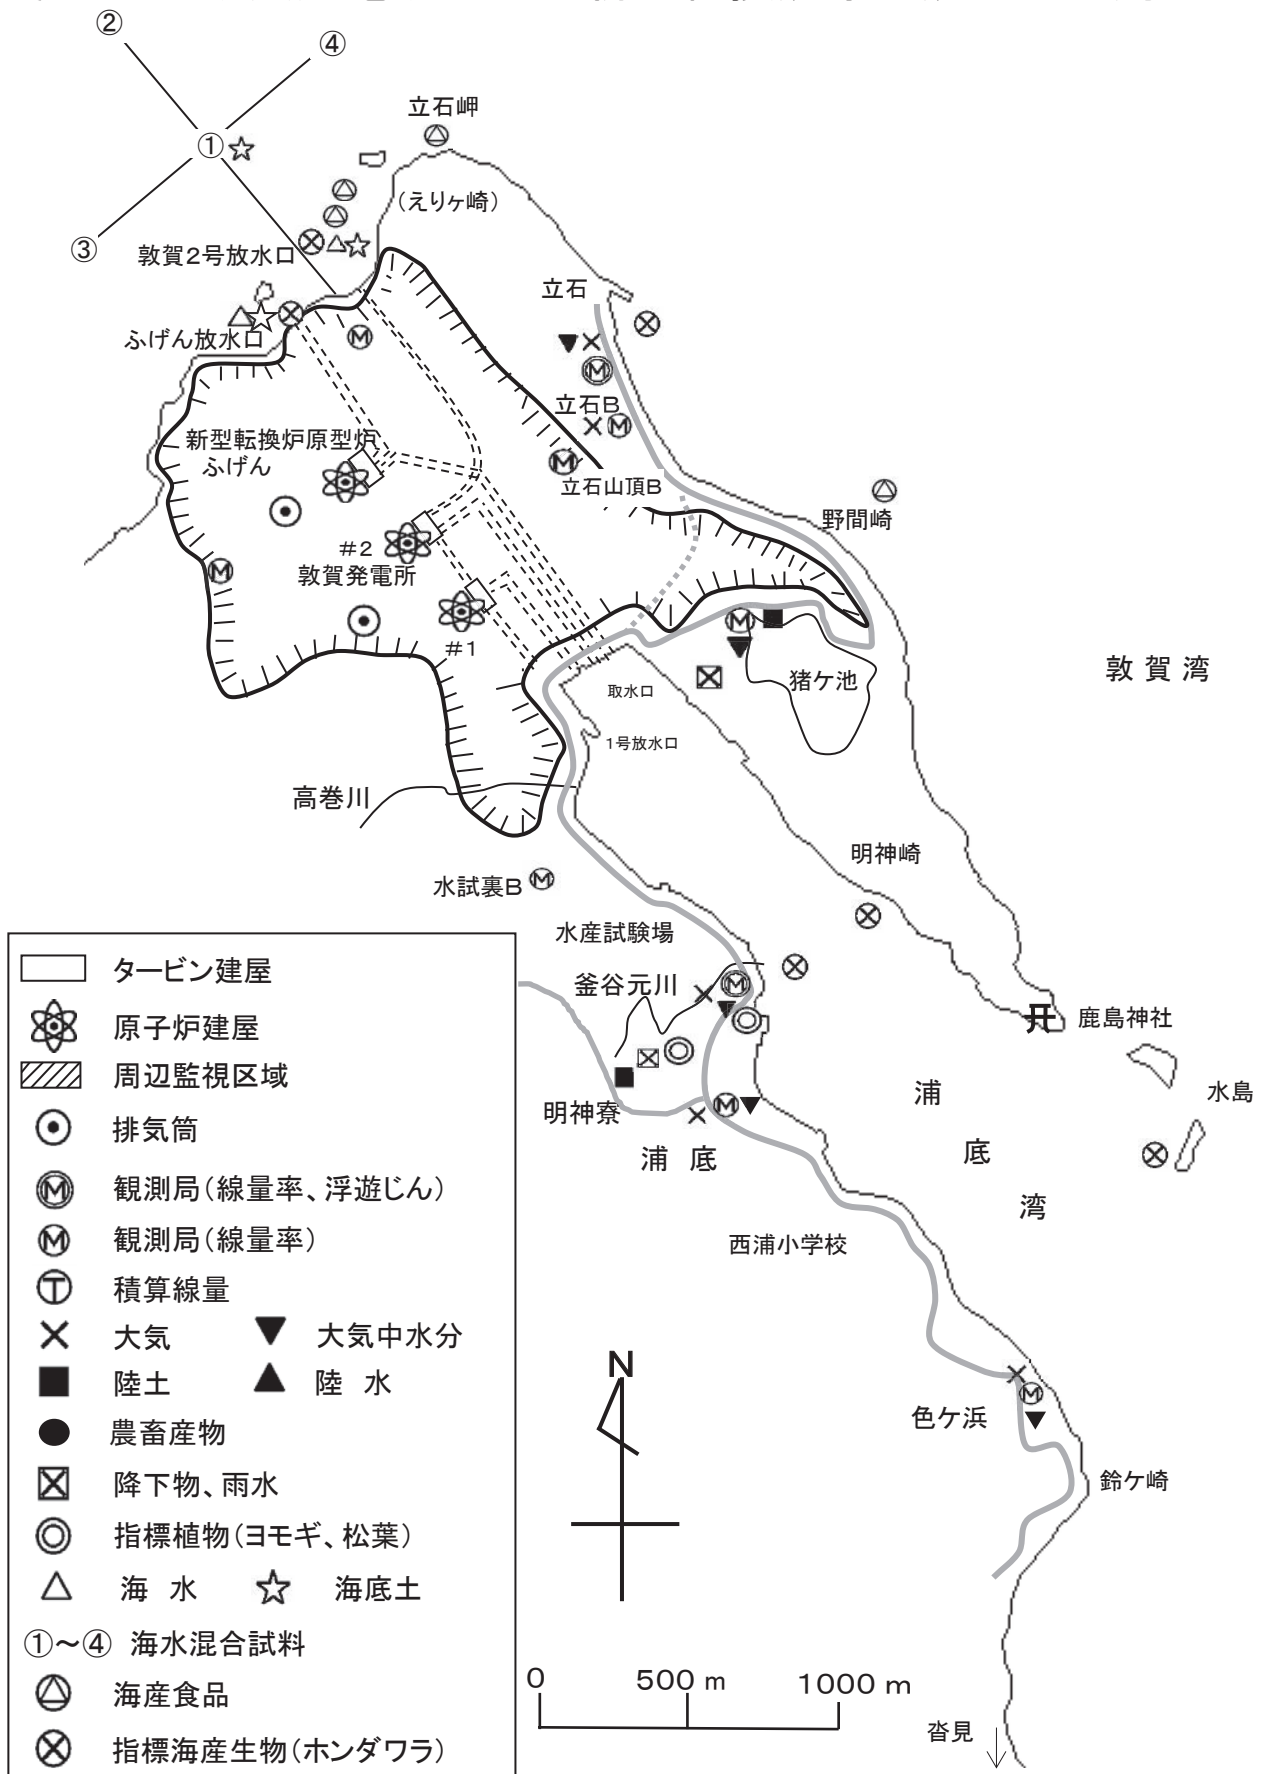 ②
④
立石岬
①
(えりヶ崎)
③
敦賀2号放水口
立石
ふげん放水口
M
M
立石B
M
新型転換炉原型炉
ふげん
M
立石山頂B
野間崎
#2
敦賀発電所
M
M
#1
猪ケ池
敦賀湾
取水口
1号放水口
高巻川
明神崎
水試裏B
M
水産試験場
釜谷元川
M
鹿島神社
水島
明神寮
M
浦底
浦底湾
西浦小学校
色ケ浜
M
鈴ケ崎
沓見
N
0 500m 1000m
タービン建屋
原子炉建屋
周辺監視区域
排気筒
M 観測局(線量率、浮遊じん)
M 観測局(線量率)
T 積算線量
大気 大気中水分
陸土 陸水
農畜産物
降下物、雨水
指標植物(ヨモギ、松葉)
海水 海底土
①~④ 海水混合試料
海産食品
指標海産生物(ホンダワラ)